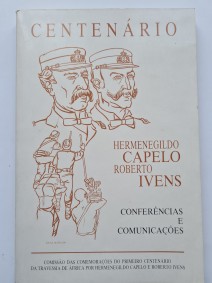 CENTENÁRIO
HERMENEGILDO
CAPELO
ROBERTO
IVENS
CONFERÊNCIAS
E
COMUNICAÇÕES
COMISSÃO DAS COMEMORAÇÕES DO PRIMEIRO CENTENÁRIO
DA TRAVESSIA DE ÁFRICA POR HERMENEGILDO CAPELO E ROBERTO IVENS